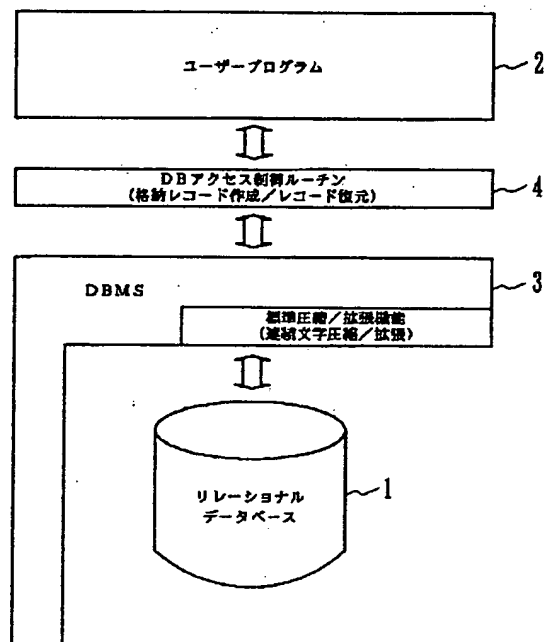 ユーザープログラム
2
DBアクセス制御ルーチン
(格納レコード作成/レコード復元)
4
DBMS
3
標準圧縮/拡張機能
(連続文字圧縮/拡張)
リレーショナル
データベース
1